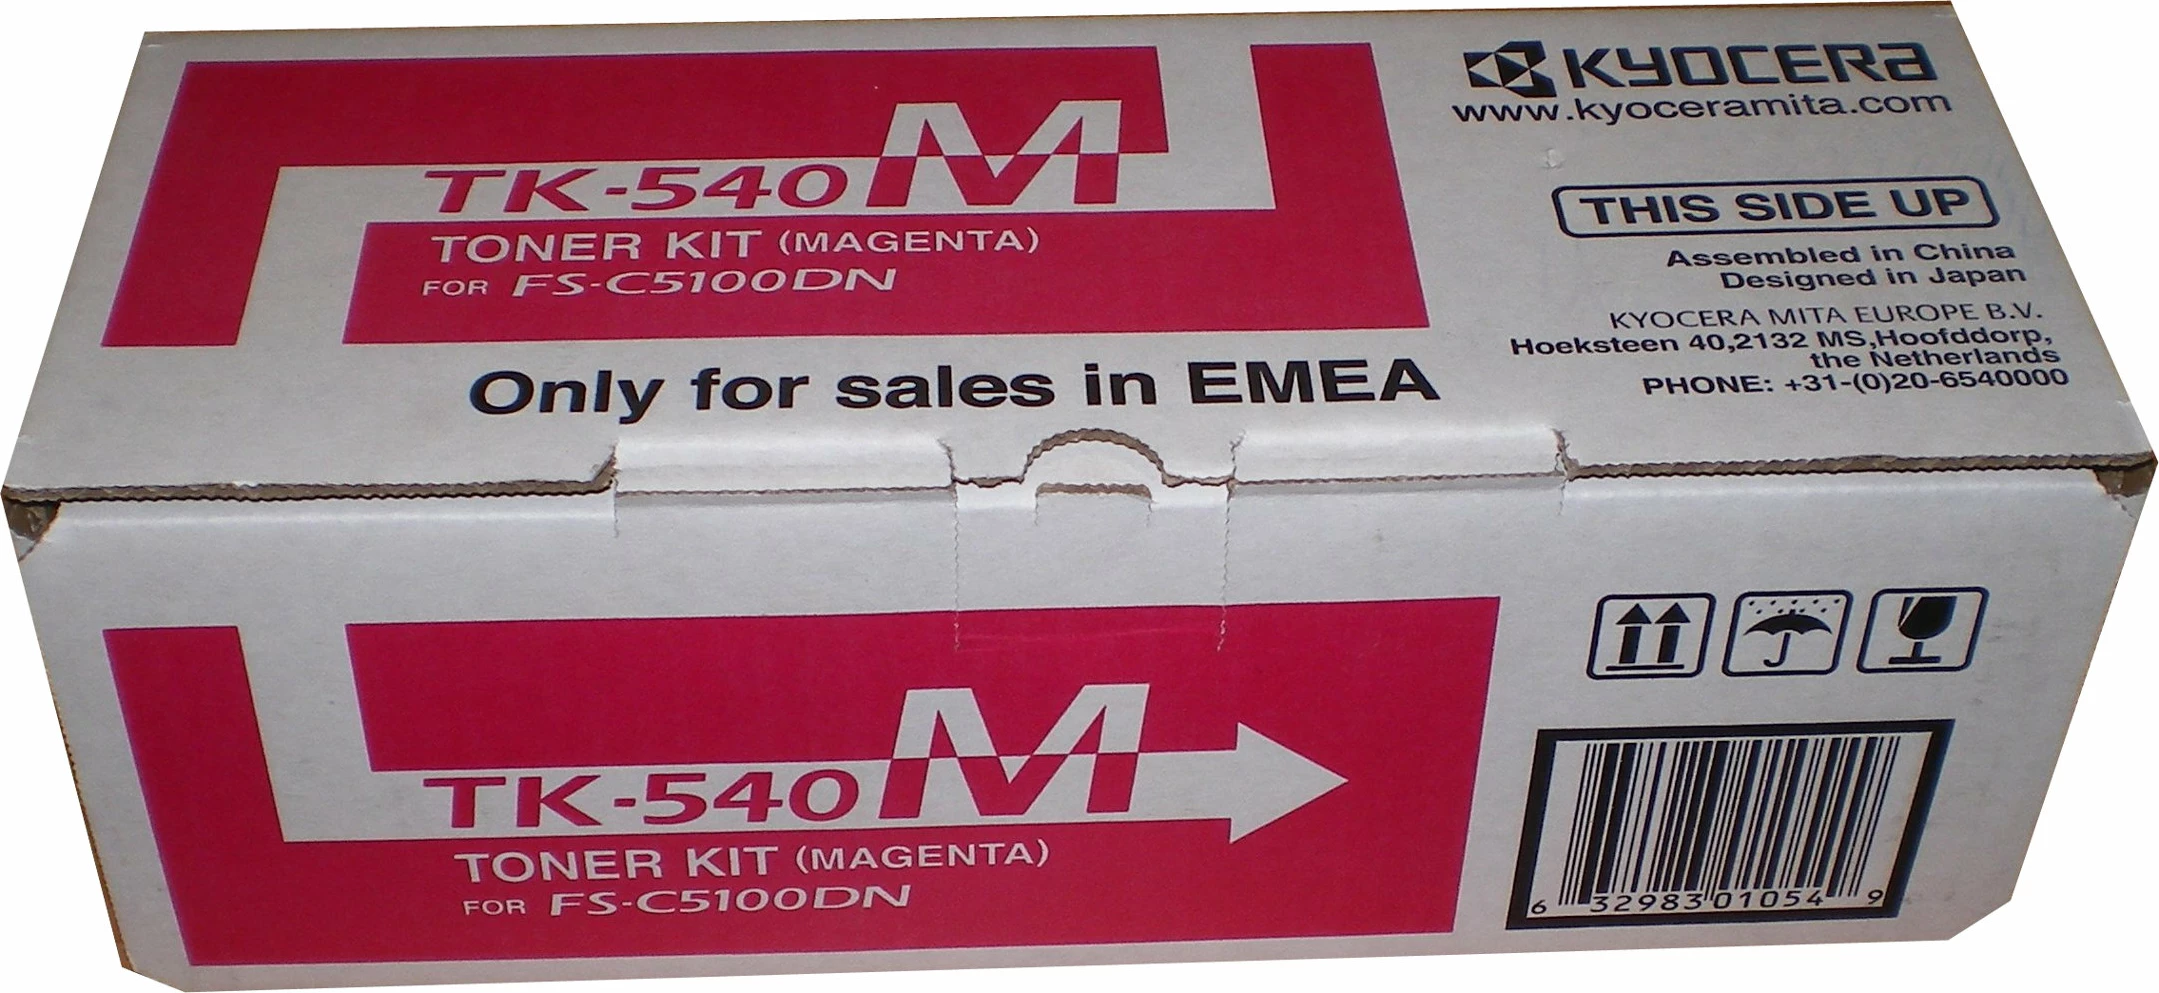 KYOCERA
www.kyoceramita.com
TK-540M
TONER KIT (MAGENTA)
FOR FS-C5100DN
THIS SIDE UP
Assembled in China
Designed in Japan
KYOCERA MITA EUROPE B.V.
Hoeksteen 40,2132 MS,Hoofddorp,
the Netherlands
PHONE: +31-(0)20-6540000
Only for sales in EMEA
TK-540M
TONER KIT (MAGENTA)
FOR FS-C5100DN
6 32983 01054 9